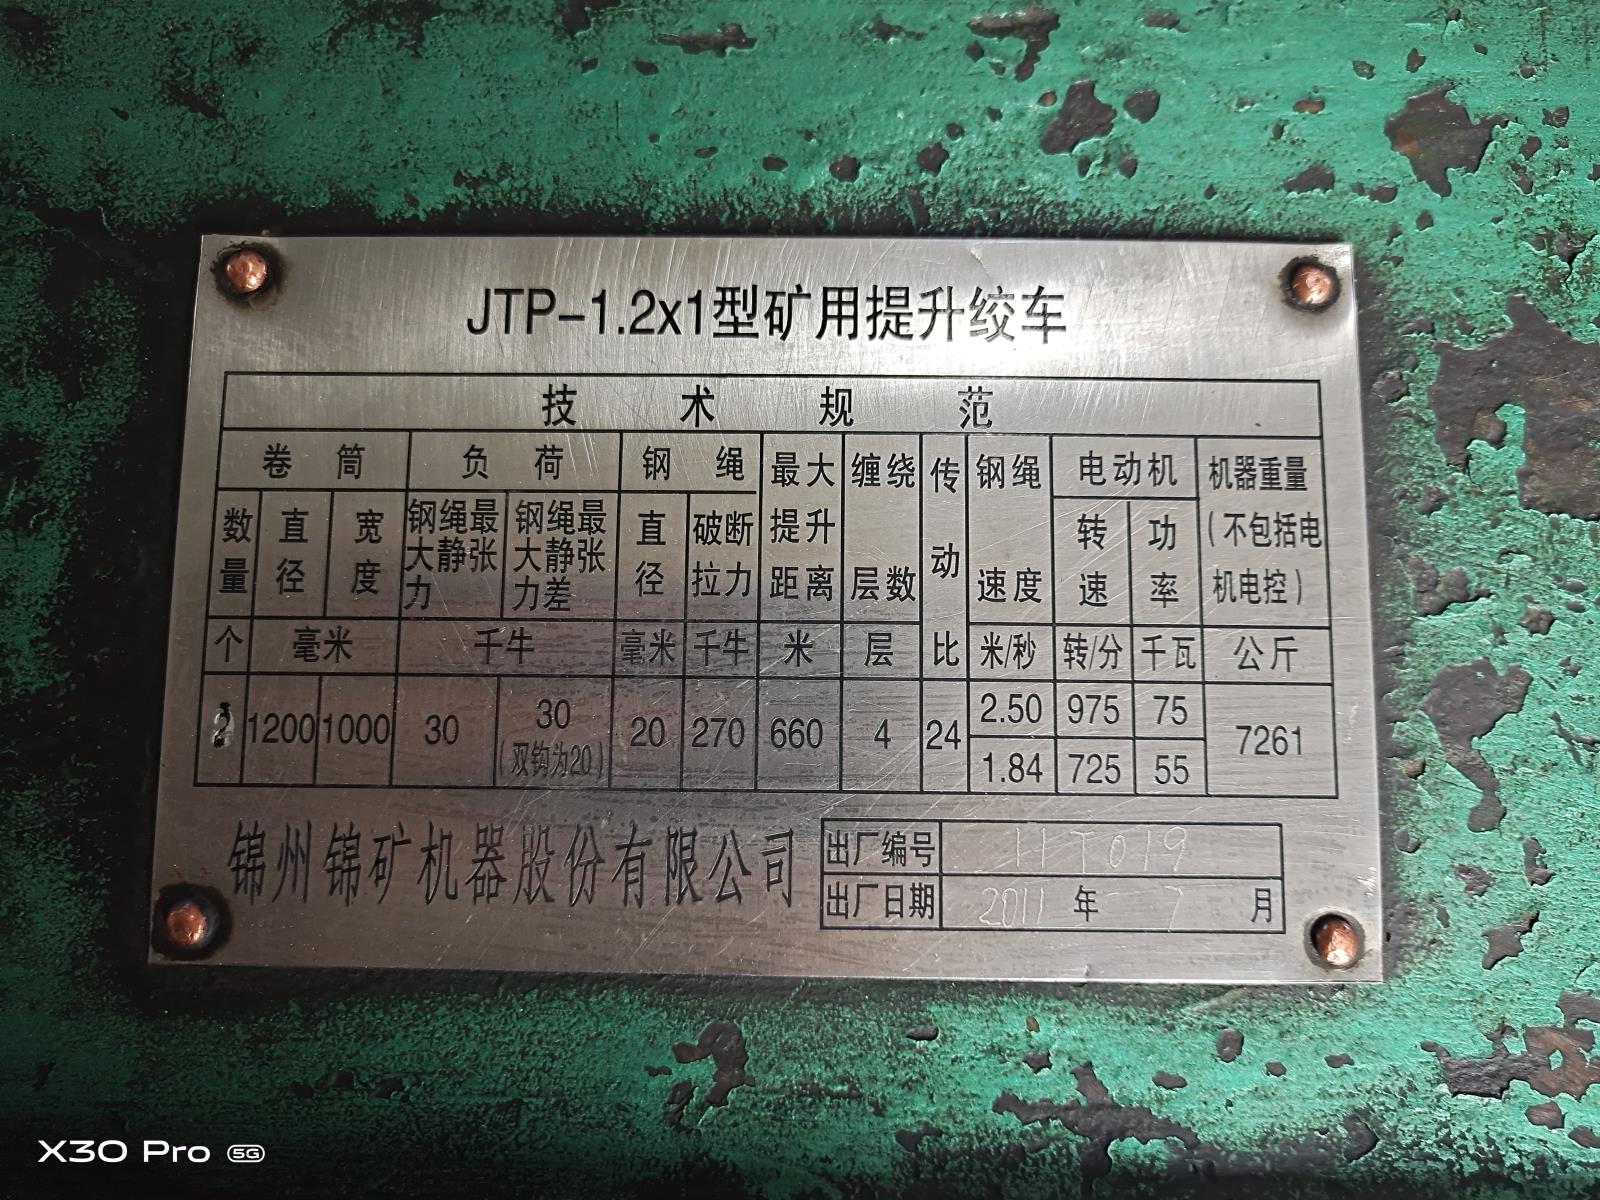 JTP-1.2x1型矿用提升绞车
技术规范
卷筒 负荷 钢绳 最大提升距离 缠绕层数 传动比 钢绳速度 电动机 机器重量(不包括电机电控)
数量 直径 宽度 钢绳最大静张力 钢绳最大静张力差 直径 破断拉力 转速 功率
个 毫米 千牛 毫米 千牛 米 层 米/秒 转/分 千瓦 公斤
1200 1000 30 30(双钩为20) 20 270 660 4 24 2.50 975 75 7261
1.84 725 55
锦州锦矿机器股份有限公司
出厂编号 11T019
出厂日期 2011年7月
X30 Pro 5G